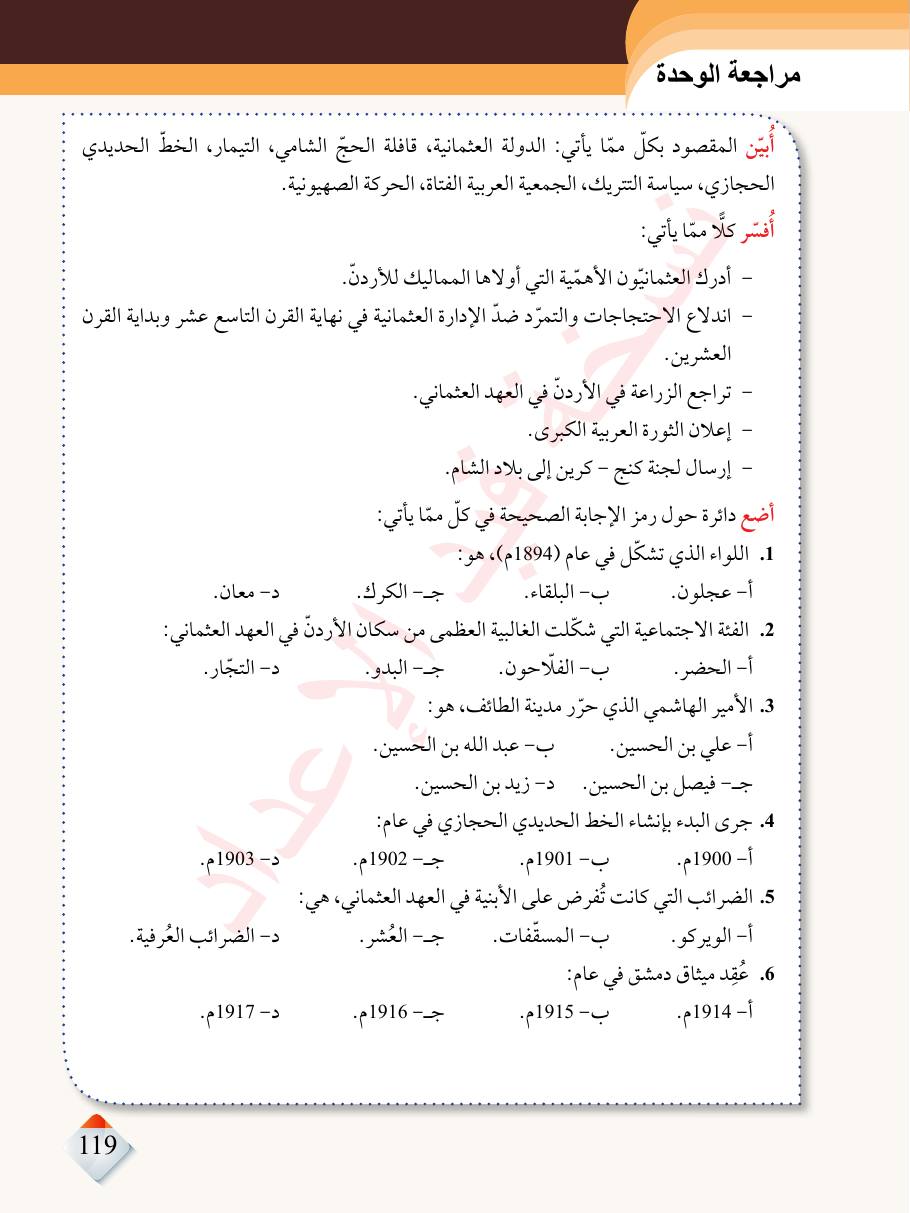 مراجعة الوحدة
أُبيّن المقصود بكلّ ممّا يأتي: الدولة العثمانية، قافلة الحجّ الشامي، التيمار، الخطّ الحديدي
الحجازي، سياسة التتريك، الجمعية العربية الفتاة، الحركة الصهيونية.
أُفسّر كلًّا ممّا يأتي:
– أدرك العثمانيّون الأهمّية التي أولاها المماليك للأردنّ.
– اندلاع الاحتجاجات والتمرّد ضدّ الإدارة العثمانية في نهاية القرن التاسع عشر وبداية القرن
العشرين.
– تراجع الزراعة في الأردنّ في العهد العثماني.
– إعلان الثورة العربية الكبرى.
– إرسال لجنة كنج – كرين إلى بلاد الشام.
أضع دائرة حول رمز الإجابة الصحيحة في كلّ ممّا يأتي:
1. اللواء الذي تشكّل في عام (1894م)، هو:
أ– عجلون. ب– البلقاء. جـ– الكرك. د– معان.
2. الفئة الاجتماعية التي شكّلت الغالبية العظمى من سكان الأردنّ في العهد العثماني:
أ– الحضر. ب– الفلّاحون. جـ– البدو. د– التجّار.
3. الأمير الهاشمي الذي حرّر مدينة الطائف، هو:
أ– علي بن الحسين. ب– عبد الله بن الحسين.
جـ– فيصل بن الحسين. د– زيد بن الحسين.
4. جرى البدء بإنشاء الخط الحديدي الحجازي في عام:
أ– 1900م. ب– 1901م. جـ– 1902م. د– 1903م.
5. الضرائب التي كانت تُفرض على الأبنية في العهد العثماني، هي:
أ– الويركو. ب– المسقّفات. جـ– العُشر. د– الضرائب العُرفية.
6. عُقِد ميثاق دمشق في عام:
أ– 1914م. ب– 1915م. جـ– 1916م. د– 1917م.
نسخة قيد الإعداد
119